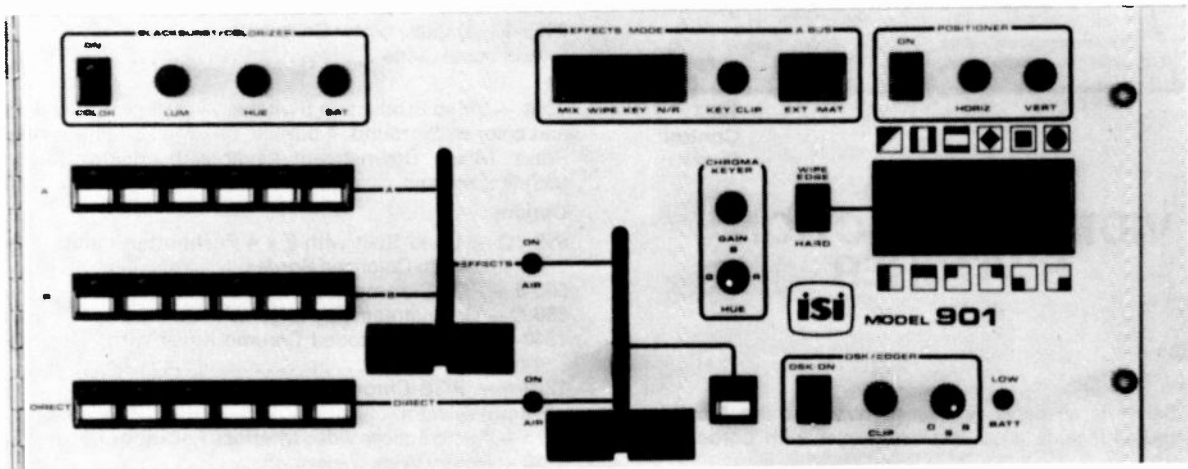 BLACKBURST/COLORIZER
ON
COLOR LUM HUE SAT
EFFECTS MODE A BUS
MIX WIPE KEY N/R KEY CLIP EXT MAT
POSITIONER
ON
HORIZ VERT
A
A
B
B
EFFECTS
ON
AIR
DIRECT
DIRECT
ON
AIR
CHROMA
KEYER
GAIN
B
G R
HUE
WIPE
EDGE
HARD
isi
MODEL 901
DSK/EDGER
DSK ON
CLIP
LOW
BATT